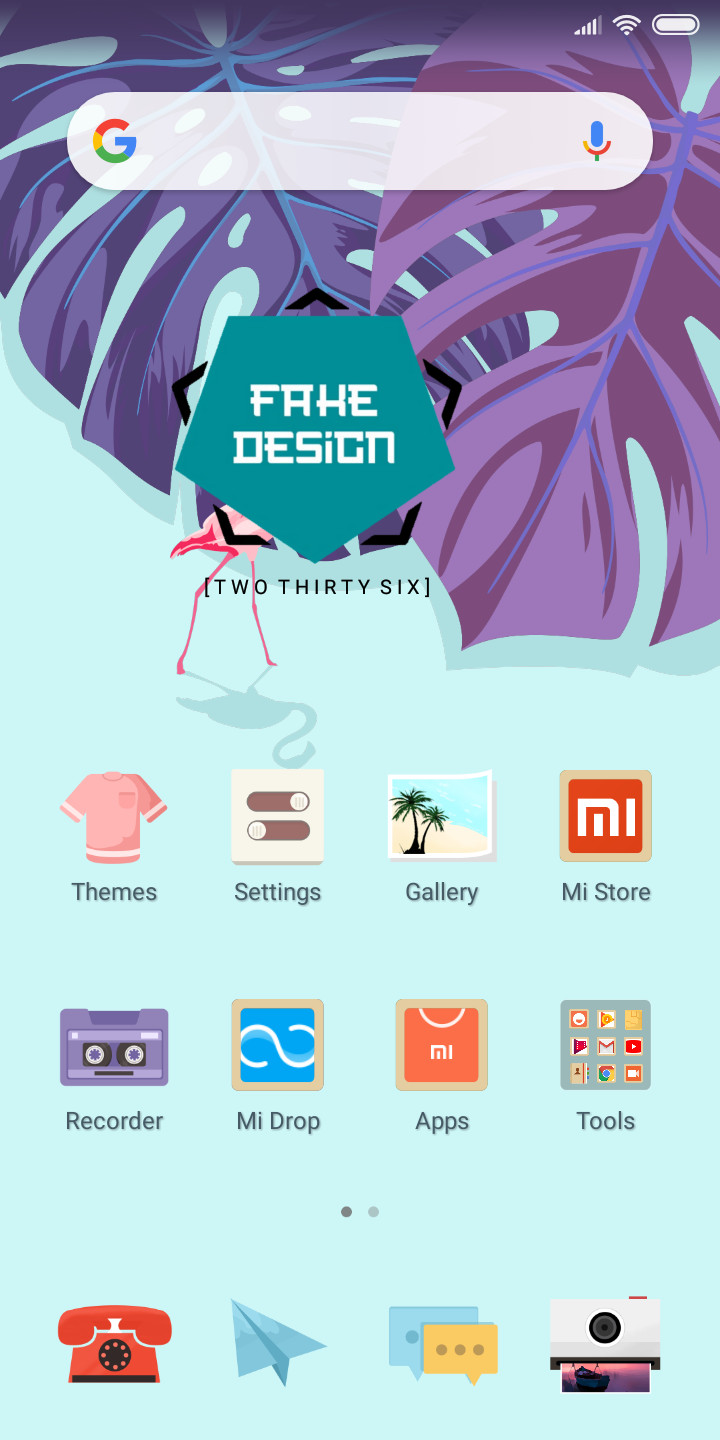 FAKE
DESiGN
[TWO THIRTY SIX]
Themes
Settings
Gallery
Mi Store
Recorder
Mi Drop
Apps
Tools